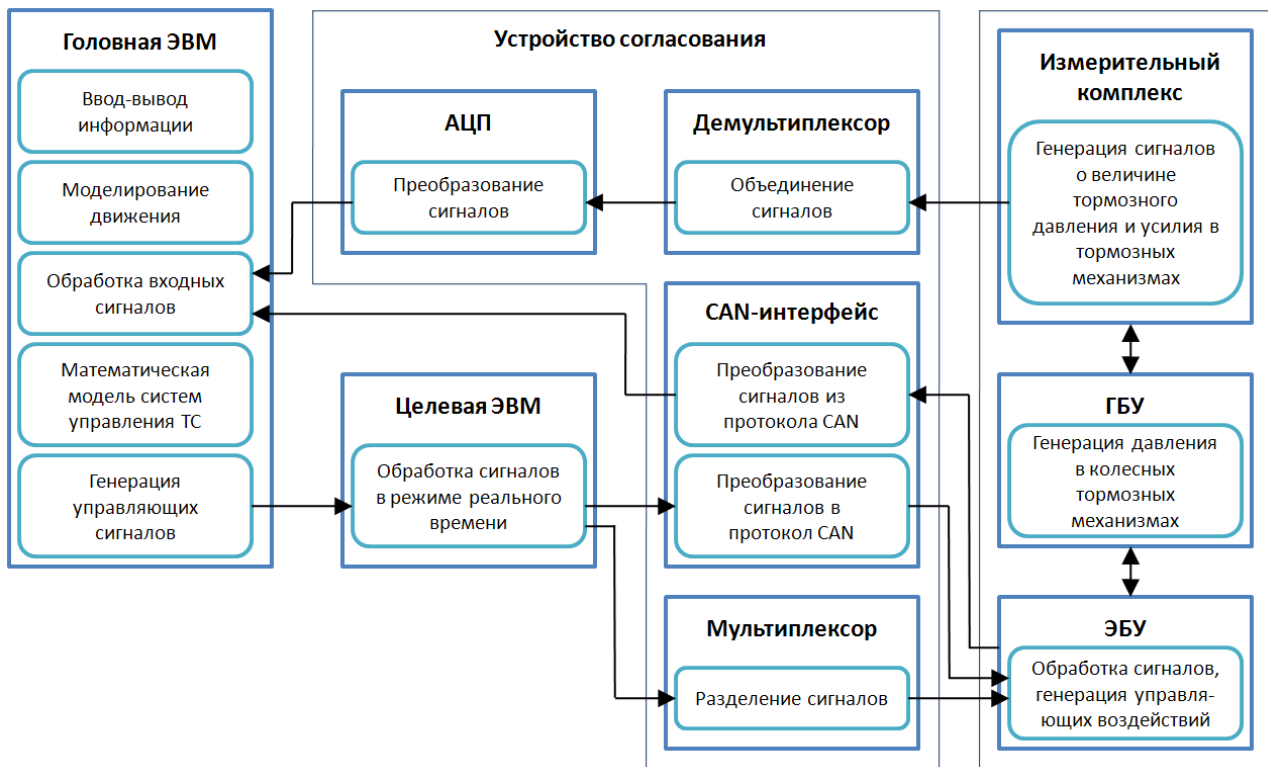 Головная ЭВМ
Ввод-вывод
информации
Моделирование
движения
Обработка входных
сигналов
Математическая
модель систем
управления ТС
Генерация
управляющих
сигналов
Устройство согласования
АЦП
Преобразование
сигналов
Демультиплексор
Объединение
сигналов
Целевая ЭВМ
Обработка сигналов
в режиме реального
времени
CAN-интерфейс
Преобразование
сигналов из
протокола CAN
Преобразование
сигналов в
протокол CAN
Мультиплексор
Разделение сигналов
Измерительный
комплекс
Генерация сигналов
о величине
тормозного
давления и усилия в
тормозных
механизмах
ГБУ
Генерация давления
в колесных
тормозных
механизмах
ЭБУ
Обработка сигналов,
генерация управля-
ющих воздействий